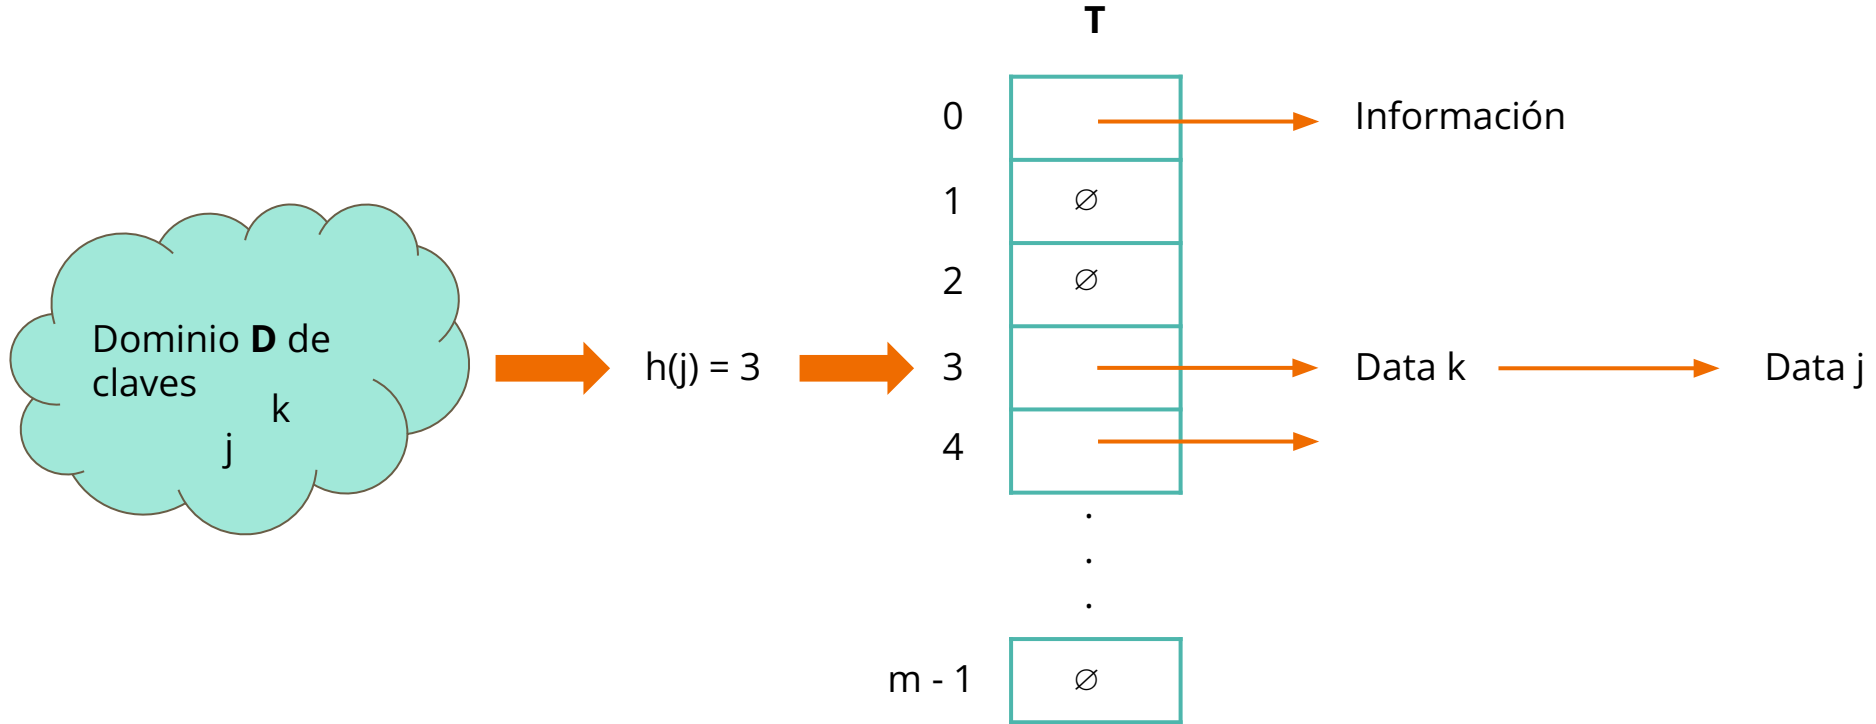 T
0
Información
1
∅
2
∅
Dominio D de
claves
k
j
h(j) = 3
3
Data k
Data j
4
.
.
.
m - 1
∅